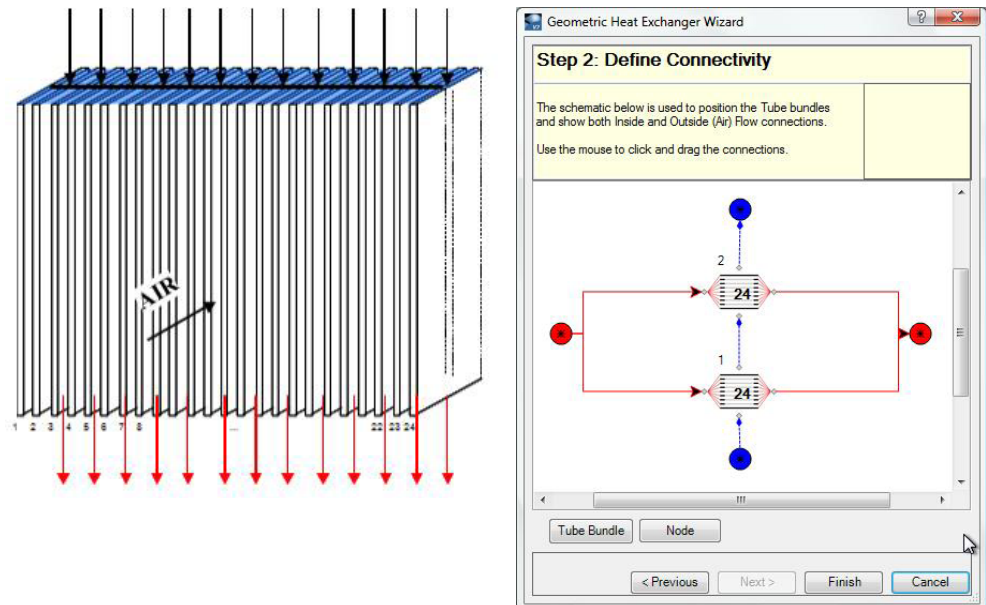 AIR
1 2 3 4 5 6 7 8 ... 22 23 24
Geometric Heat Exchanger Wizard
Step 2: Define Connectivity
The schematic below is used to position the Tube bundles
and show both Inside and Outside (Air) Flow connections.
Use the mouse to click and drag the connections.
2
24
1
24
Tube Bundle
Node
< Previous
Next >
Finish
Cancel